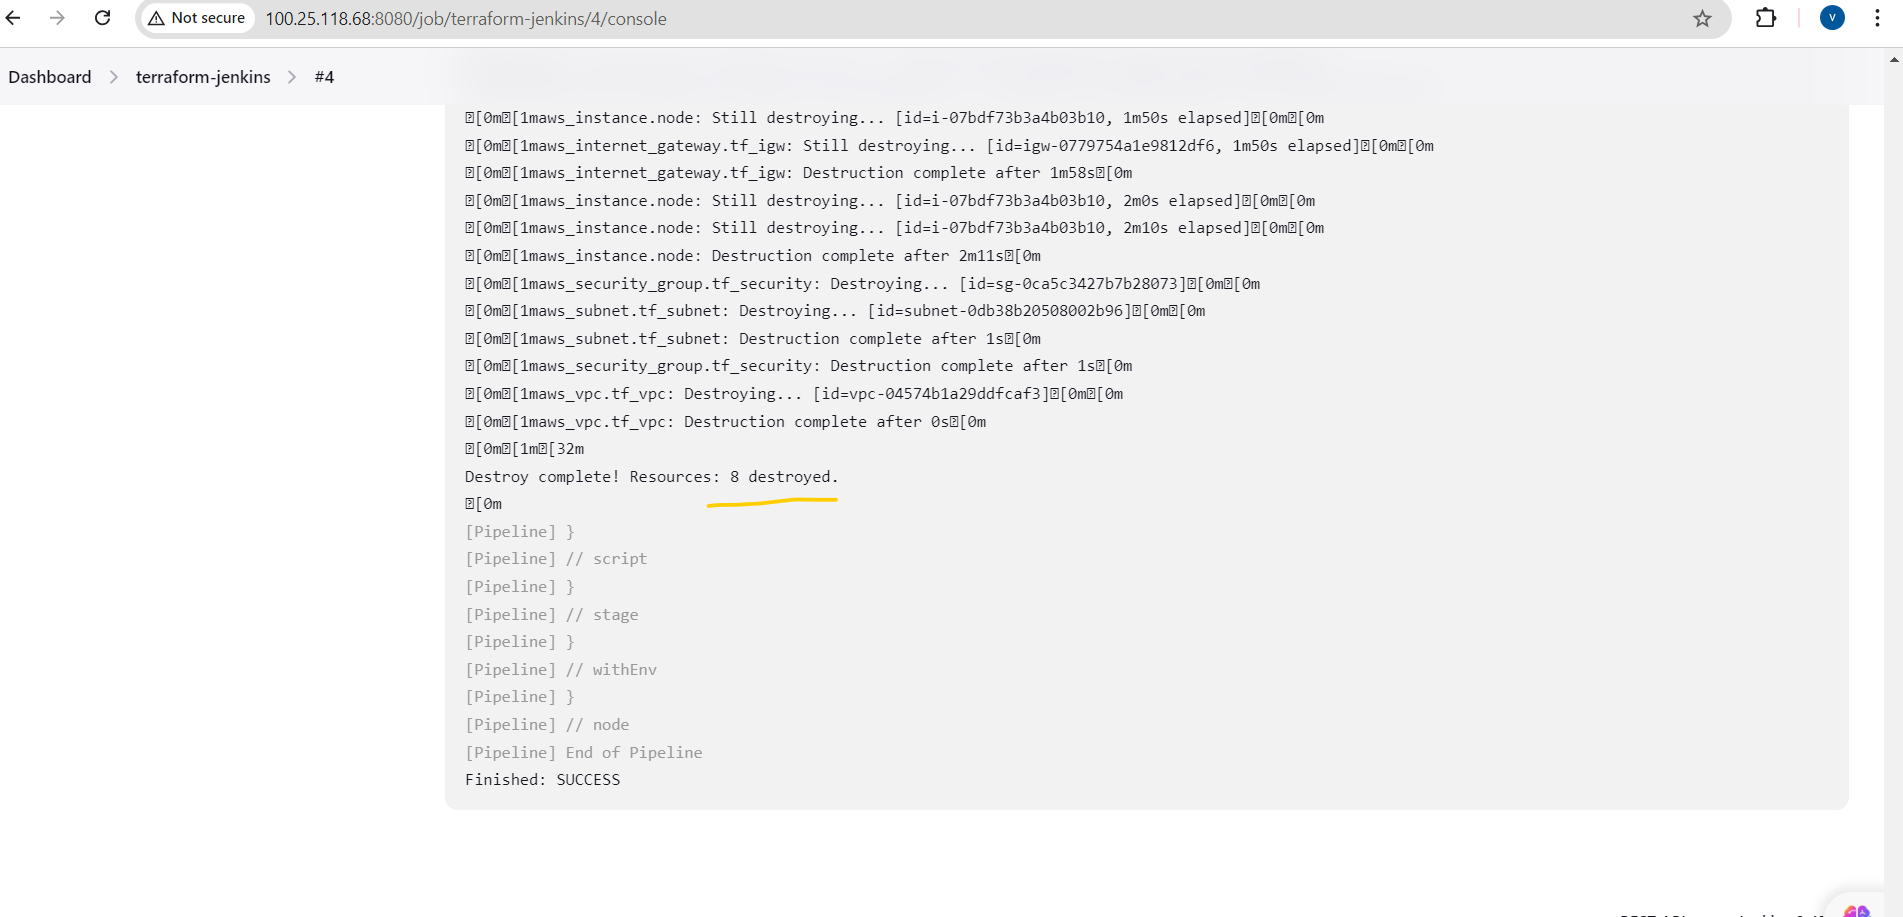 Not secure 100.25.118.68:8080/job/terraform-jenkins/4/console V
Dashboard > terraform-jenkins > #4
[0m[1maws_instance.node: Still destroying... [id=i-07bdf73b3a4b03b10, 1m50s elapsed][0m[0m
[0m[1maws_internet_gateway.tf_igw: Still destroying... [id=igw-0779754a1e9812df6, 1m50s elapsed][0m[0m
[0m[1maws_internet_gateway.tf_igw: Destruction complete after 1m58s[0m
[0m[1maws_instance.node: Still destroying... [id=i-07bdf73b3a4b03b10, 2m0s elapsed][0m[0m
[0m[1maws_instance.node: Still destroying... [id=i-07bdf73b3a4b03b10, 2m10s elapsed][0m[0m
[0m[1maws_instance.node: Destruction complete after 2m11s[0m
[0m[1maws_security_group.tf_security: Destroying... [id=sg-0ca5c3427b7b28073][0m[0m
[0m[1maws_subnet.tf_subnet: Destroying... [id=subnet-0db38b20508002b96][0m[0m
[0m[1maws_subnet.tf_subnet: Destruction complete after 1s[0m
[0m[1maws_security_group.tf_security: Destruction complete after 1s[0m
[0m[1maws_vpc.tf_vpc: Destroying... [id=vpc-04574b1a29ddfcaf3][0m[0m
[0m[1maws_vpc.tf_vpc: Destruction complete after 0s[0m
[0m[1m[32m
Destroy complete! Resources: 8 destroyed.
[0m
[Pipeline] }
[Pipeline] // script
[Pipeline] }
[Pipeline] // stage
[Pipeline] }
[Pipeline] // withEnv
[Pipeline] }
[Pipeline] // node
[Pipeline] End of Pipeline
Finished: SUCCESS